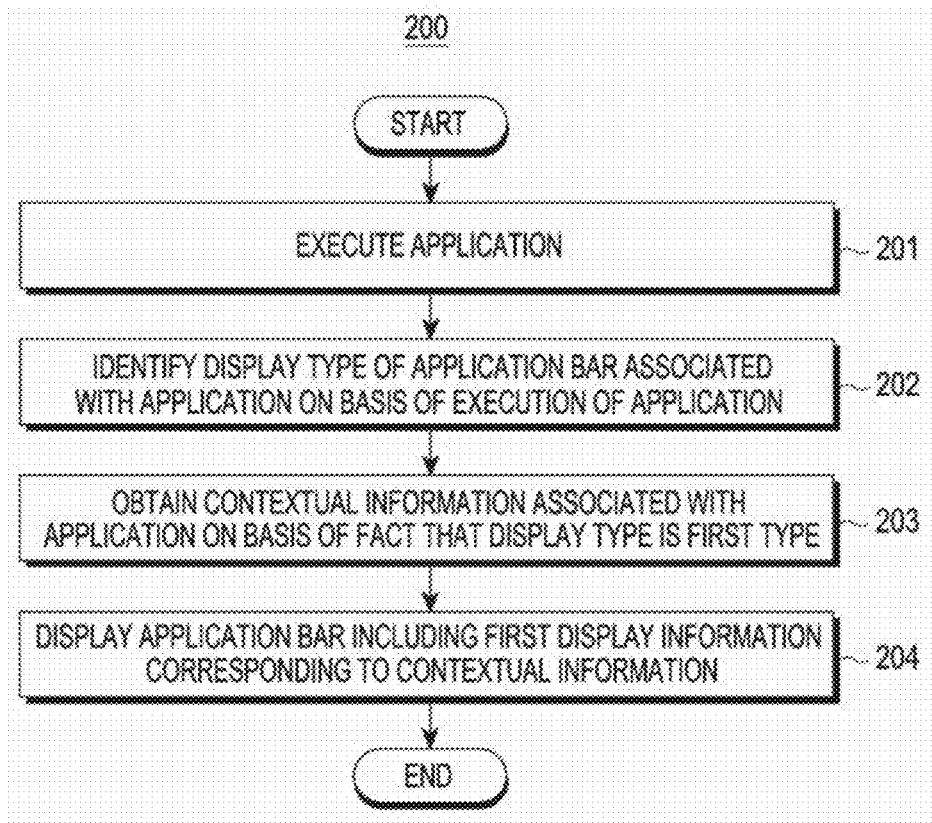 200
START
EXECUTE APPLICATION
201
IDENTIFY DISPLAY TYPE OF APPLICATION BAR ASSOCIATED
WITH APPLICATION ON BASIS OF EXECUTION OF APPLICATION
202
OBTAIN CONTEXTUAL INFORMATION ASSOCIATED WITH
APPLICATION ON BASIS OF FACT THAT DISPLAY TYPE IS FIRST TYPE
203
DISPLAY APPLICATION BAR INCLUDING FIRST DISPLAY INFORMATION
CORRESPONDING TO CONTEXTUAL INFORMATION
204
END